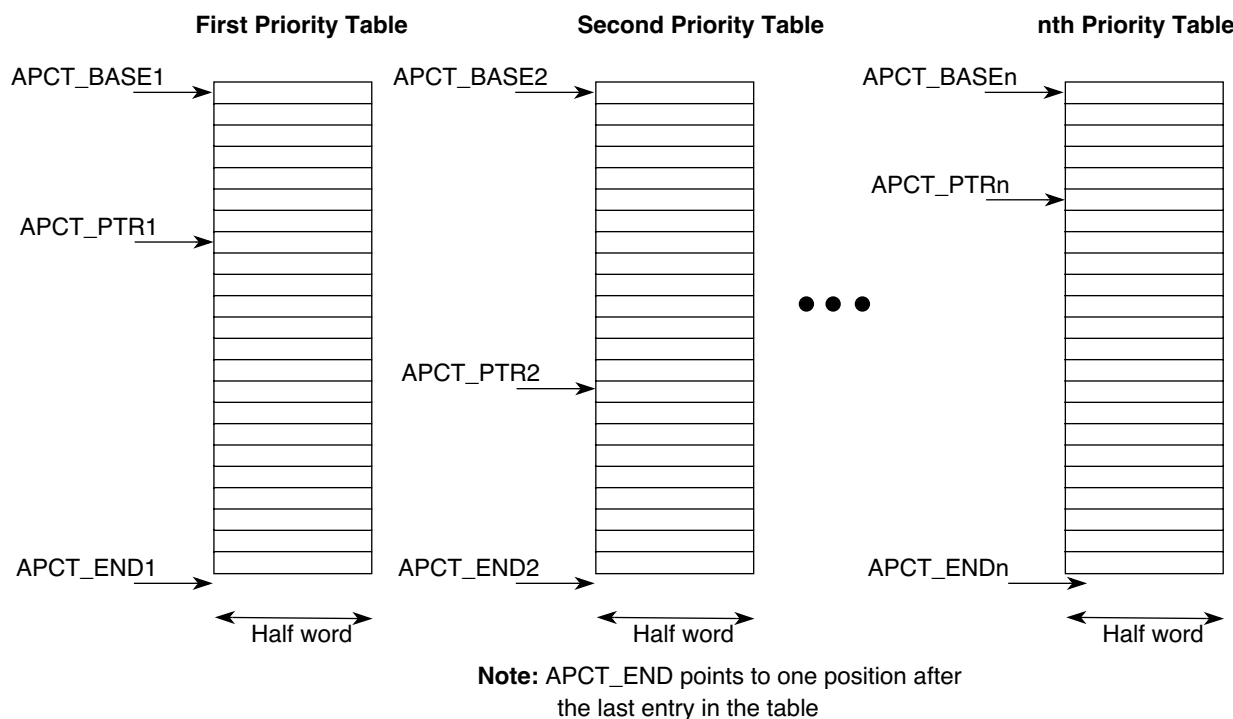 First Priority Table
Second Priority Table
nth Priority Table
APCT_BASE1
APCT_BASE2
APCT_BASEn
APCT_PTR1
APCT_PTR2
APCT_PTRn
APCT_END1
APCT_END2
APCT_ENDn
Half word
Half word
Half word
Note: APCT_END points to one position after
the last entry in the table